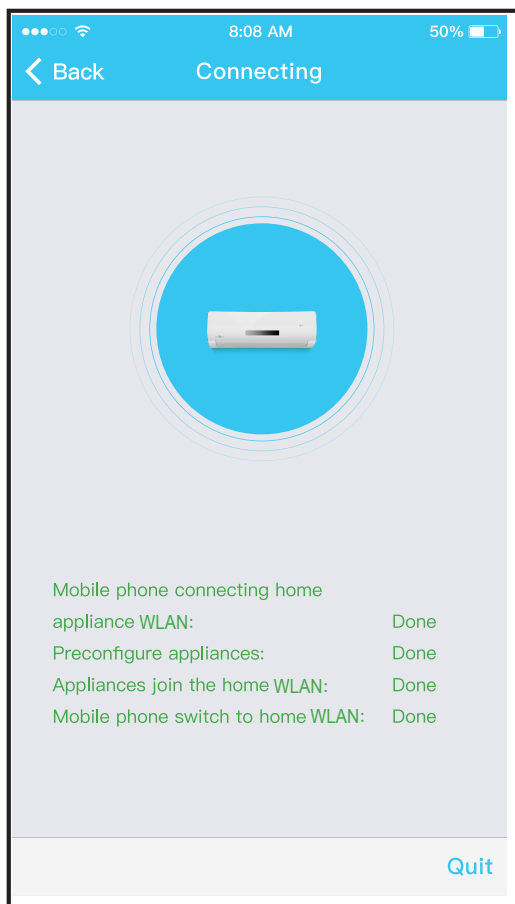 8:08 AM 50%
Back Connecting
Mobile phone connecting home
appliance WLAN: Done
Preconfigure appliances: Done
Appliances join the home WLAN: Done
Mobile phone switch to home WLAN: Done
Quit